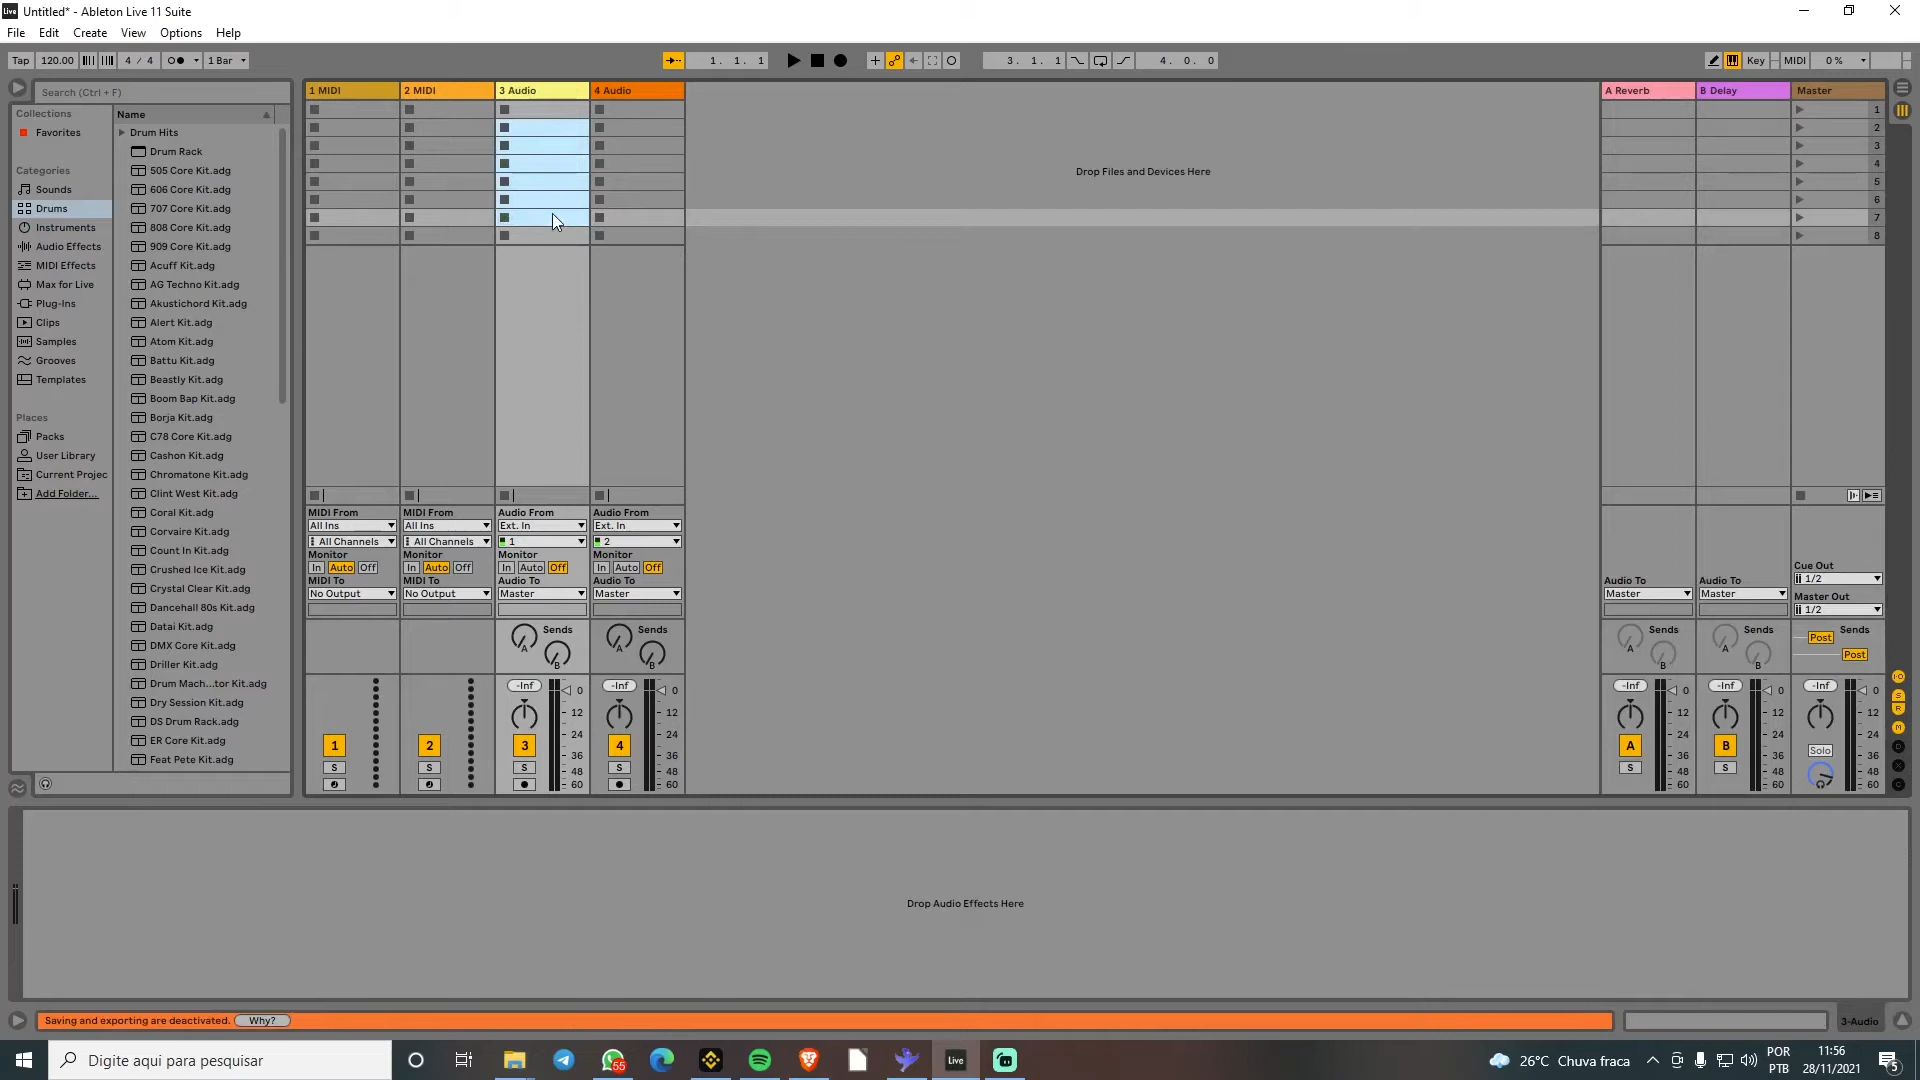 Untitled* - Ableton Live 11 Suite
File Edit Create View Options Help
Tap 120.00 4 / 4 1 Bar 1. 1. 1 3. 1. 1 4. 0. 0 Key MIDI 0 %
Search (Ctrl + F)
Collections
Favorites
Categories
Sounds
Drums
Instruments
Audio Effects
MIDI Effects
Max for Live
Plug-Ins
Clips
Samples
Grooves
Templates
Places
Packs
User Library
Current Projec
Add Folder...
Name
Drum Hits
Drum Rack
505 Core Kit.adg
606 Core Kit.adg
707 Core Kit.adg
808 Core Kit.adg
909 Core Kit.adg
Acuff Kit.adg
AG Techno Kit.adg
Akustichord Kit.adg
Alert Kit.adg
Atom Kit.adg
Battu Kit.adg
Beastly Kit.adg
Boom Bap Kit.adg
Borja Kit.adg
C78 Core Kit.adg
Cashon Kit.adg
Chromatone Kit.adg
Clint West Kit.adg
Coral Kit.adg
Corvaire Kit.adg
Count In Kit.adg
Crushed Ice Kit.adg
Crystal Clear Kit.adg
Dancehall 80s Kit.adg
Datai Kit.adg
DMX Core Kit.adg
Driller Kit.adg
Drum Mach...tor Kit.adg
Dry Session Kit.adg
DS Drum Rack.adg
ER Core Kit.adg
Feat Pete Kit.adg
1 MIDI 2 MIDI 3 Audio 4 Audio A Reverb B Delay Master
1
2
3
4
5
6
7
8
Drop Files and Devices Here
MIDI From MIDI From Audio From Audio From
All Ins All Ins Ext. In Ext. In
All Channels All Channels 1 2
Monitor Monitor Monitor Monitor
In Auto Off In Auto Off In Auto Off In Auto Off
MIDI To MIDI To Audio To Audio To
No Output No Output Master Master
Audio To Audio To
Master Master
Cue Out
1/2
Master Out
1/2
Sends Sends Sends Sends Sends
A B A B A B A B Post Post
-Inf 0 -Inf 0 -Inf 0 -Inf 0 -Inf 0
12 12 12 12 12
24 24 24 24 24
1 2 3 4 A B Solo
36 36 36 36 36
S S S S S S
48 48 48 48 48
60 60 60 60 60
Drop Audio Effects Here
Saving and exporting are deactivated. Why?
3-Audio
Digite aqui para pesquisar
55
Live
26°C Chuva fraca
POR
PTB
11:56
28/11/2021
5